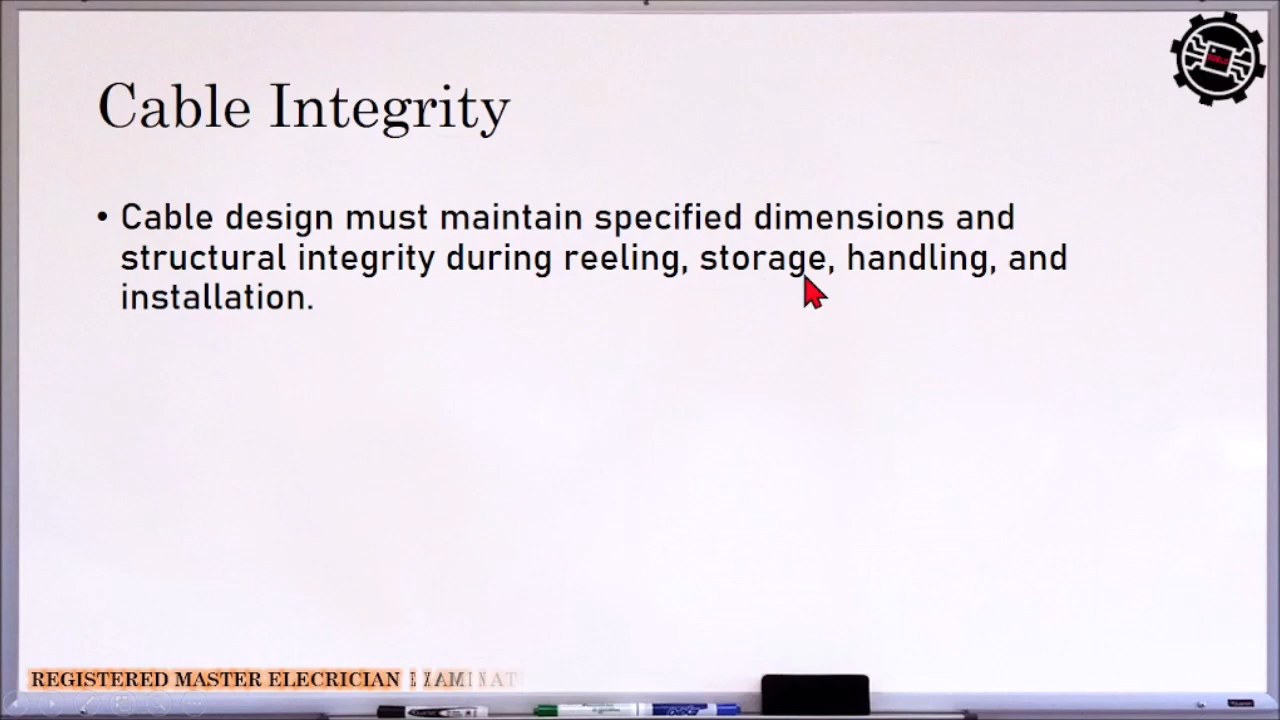 Cable Integrity
• Cable design must maintain specified dimensions and
structural integrity during reeling, storage, handling, and
installation.
REGISTERED MASTER ELECRICIAN